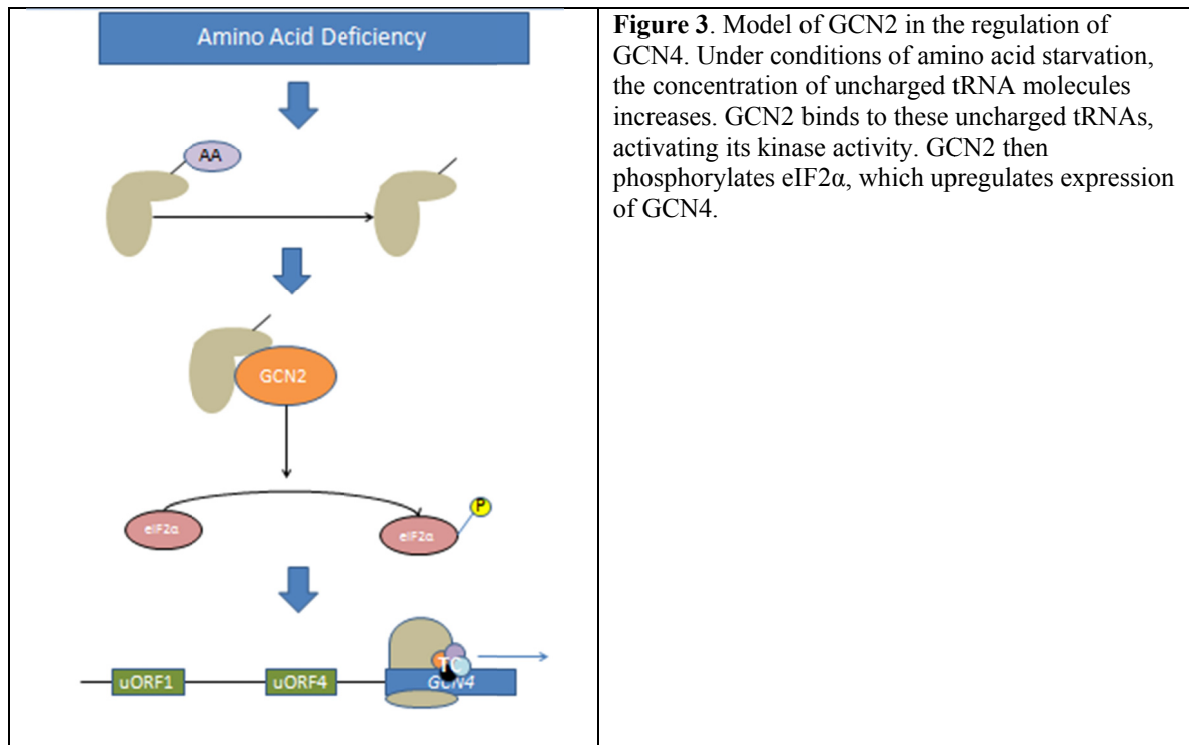 Amino Acid Deficiency
AA
GCN2
eIF2α
eIF2α
P
uORF1
uORF4
TC
GCN4
Figure 3. Model of GCN2 in the regulation of
GCN4. Under conditions of amino acid starvation,
the concentration of uncharged tRNA molecules
increases. GCN2 binds to these uncharged tRNAs,
activating its kinase activity. GCN2 then
phosphorylates eIF2α, which upregulates expression
of GCN4.